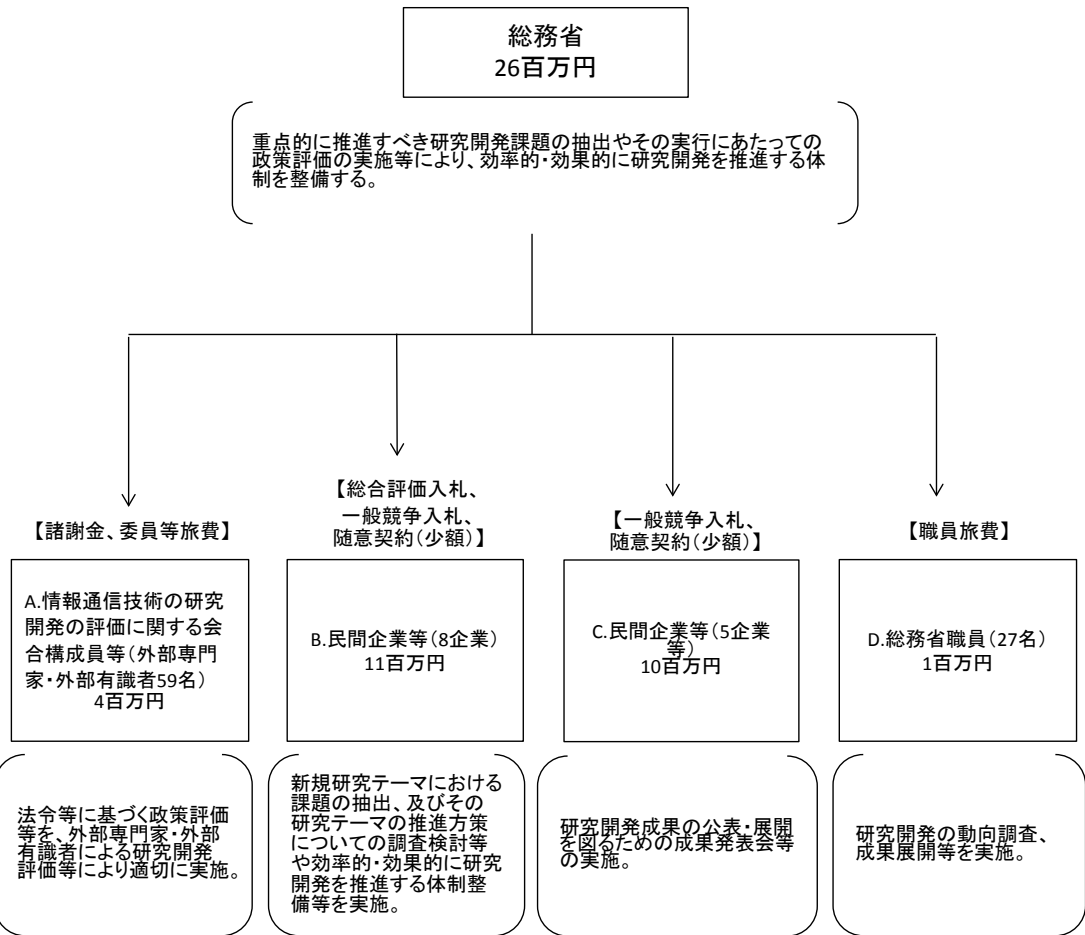 総務省
26百万円
重点的に推進すべき研究開発課題の抽出やその実行にあたっての
政策評価の実施等により、効率的・効果的に研究開発を推進する体
制を整備する。
【諸謝金、委員等旅費】
A.情報通信技術の研究
開発の評価に関する会
合構成員等(外部専門
家・外部有識者59名)
4百万円
法令等に基づく政策評価
等を、外部専門家・外部
有識者による研究開発
評価等により適切に実施。
【総合評価入札、
一般競争入札、
随意契約(少額)】
B.民間企業等(8企業)
11百万円
新規研究テーマにおける
課題の抽出、及びその
研究テーマの推進方策
についての調査検討等
や効率的・効果的に研究
開発を推進する体制整
備等を実施。
【一般競争入札、
随意契約(少額)】
C.民間企業等(5企業
等)
10百万円
研究開発成果の公表・展開
を図るための成果発表会等
の実施。
【職員旅費】
D.総務省職員(27名)
1百万円
研究開発の動向調査、
成果展開等を実施。